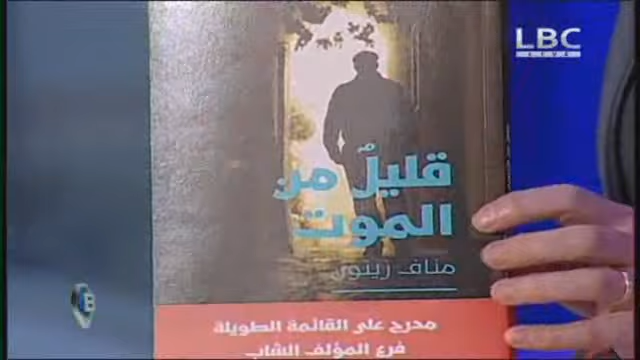 LBC
قليلٌ من
الموت
مناف زيتون
مدرج على القائمة الطويلة
فرع المؤلف الشاب